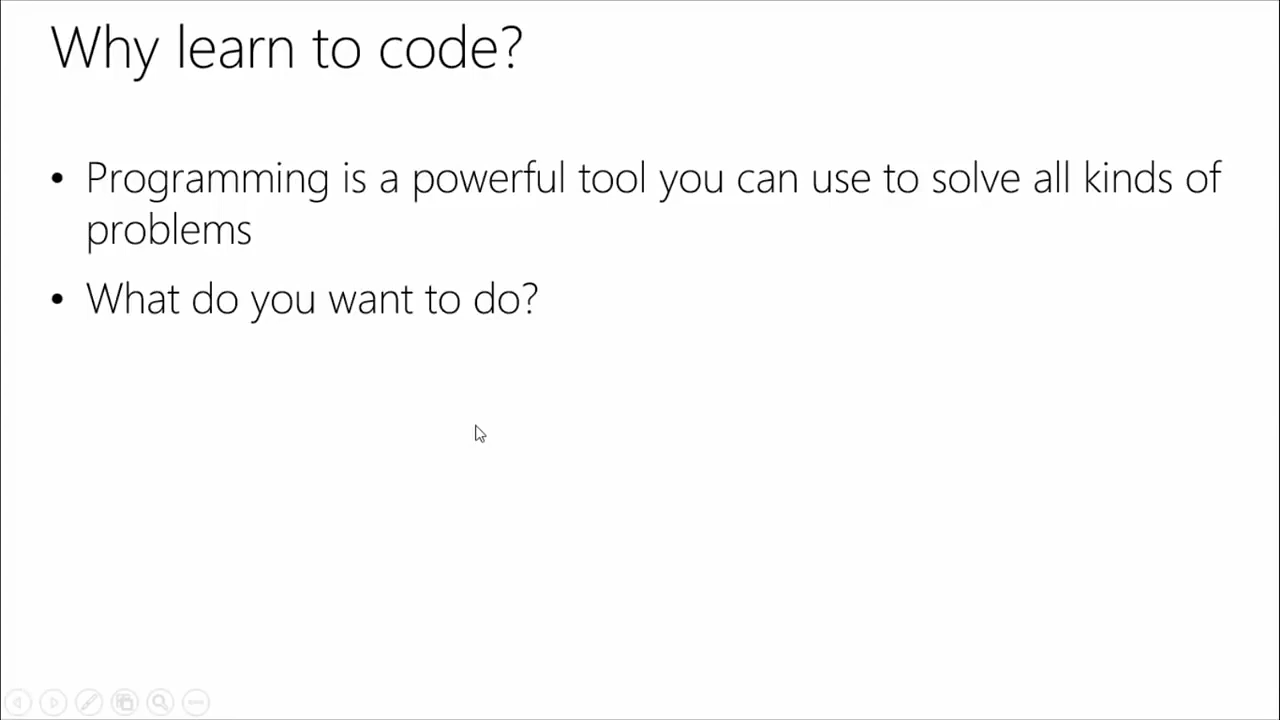 Why learn to code?
• Programming is a powerful tool you can use to solve all kinds of
problems
• What do you want to do?